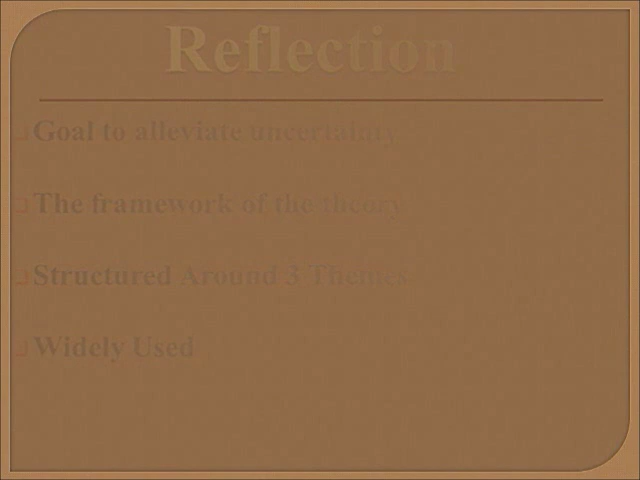 Reflection
Goal to alleviate uncertainty
The framework of the theory
Structured Around 3 Themes
Widely Used